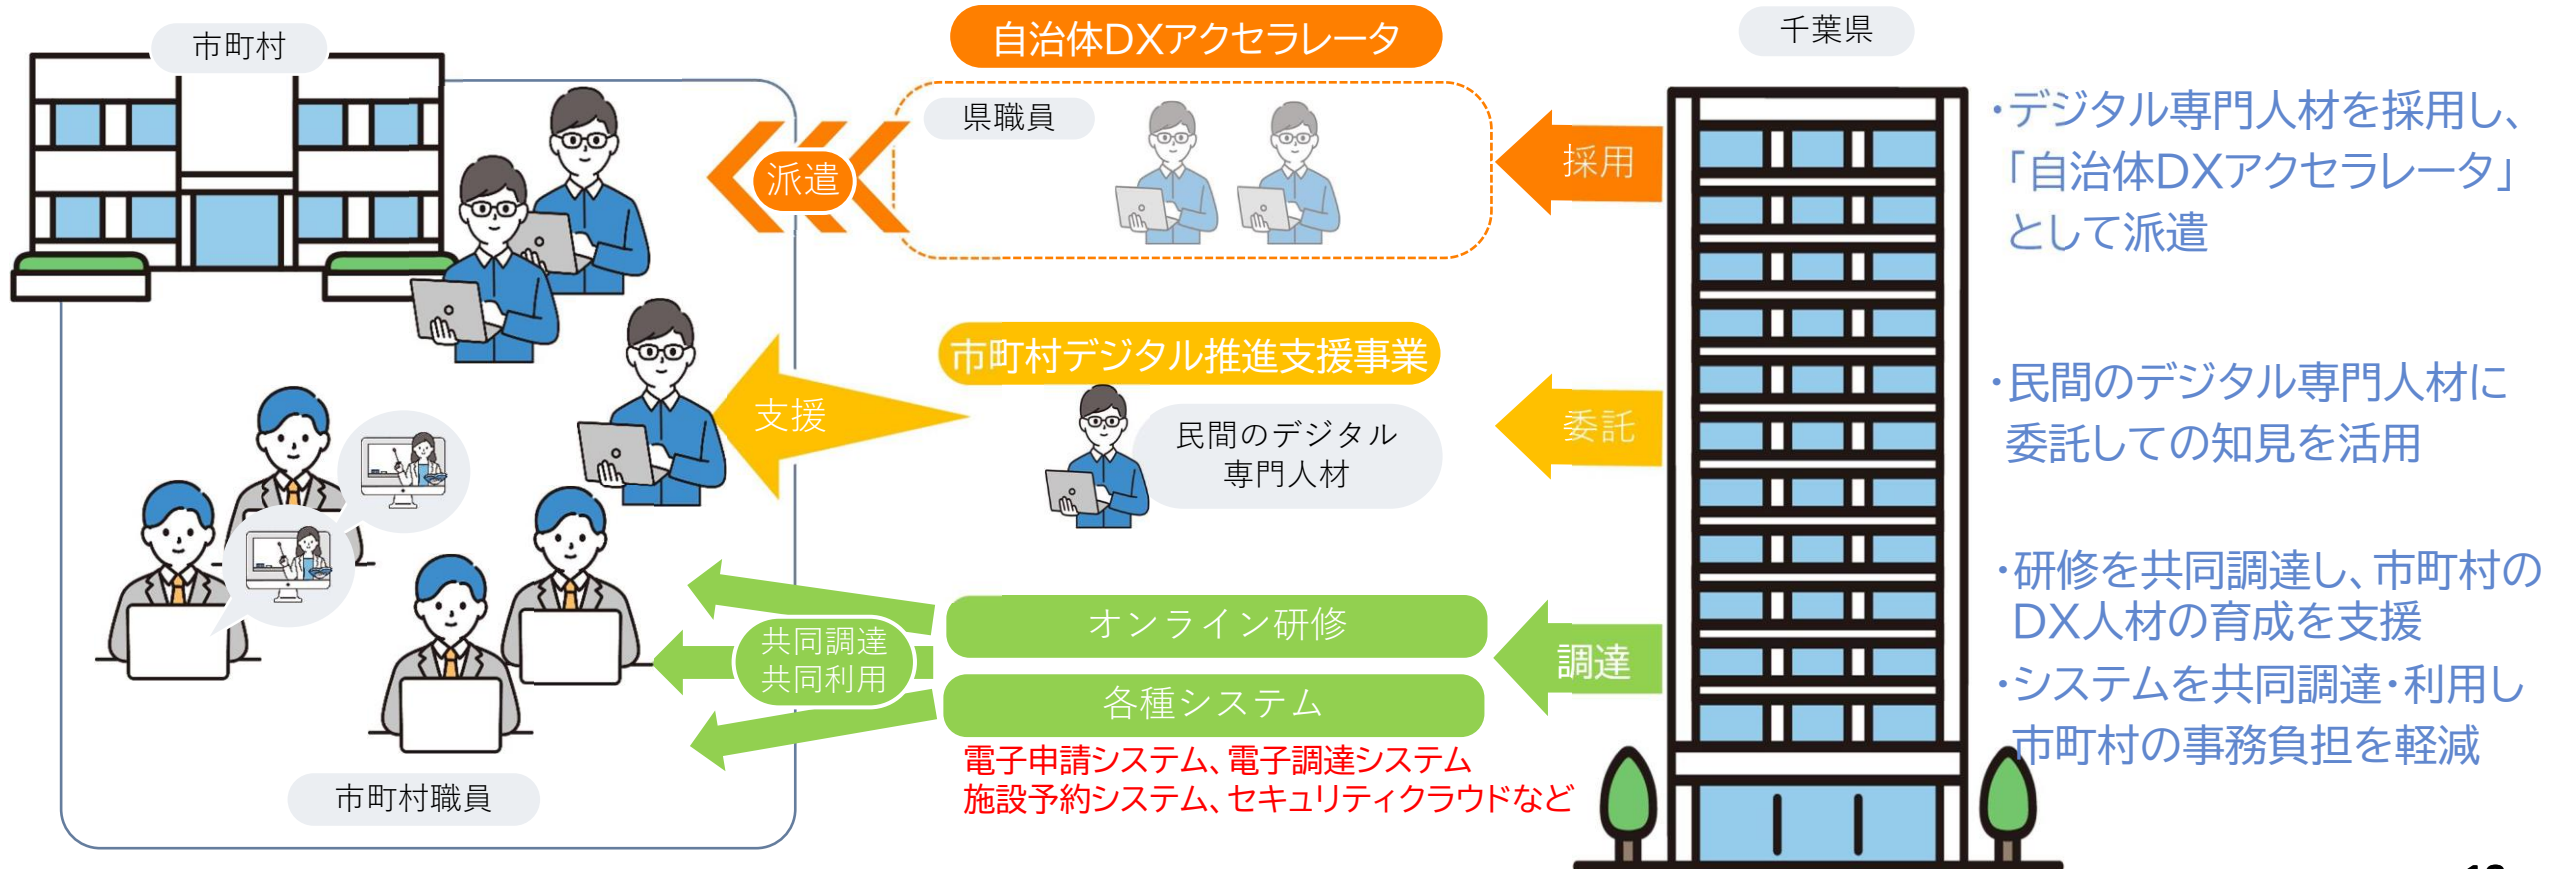 市町村
自治体DXアクセラレータ
千葉県
県職員
派遣
採用
・デジタル専門人材を採用し、
「自治体DXアクセラレータ」
として派遣
市町村デジタル推進支援事業
支援
民間のデジタル
専門人材
委託
・民間のデジタル専門人材に
委託しての知見を活用
オンライン研修
共同調達
共同利用
各種システム
調達
電子申請システム、電子調達システム
施設予約システム、セキュリティクラウドなど
・研修を共同調達し、市町村の
DX人材の育成を支援
・システムを共同調達・利用し
市町村の事務負担を軽減
市町村職員